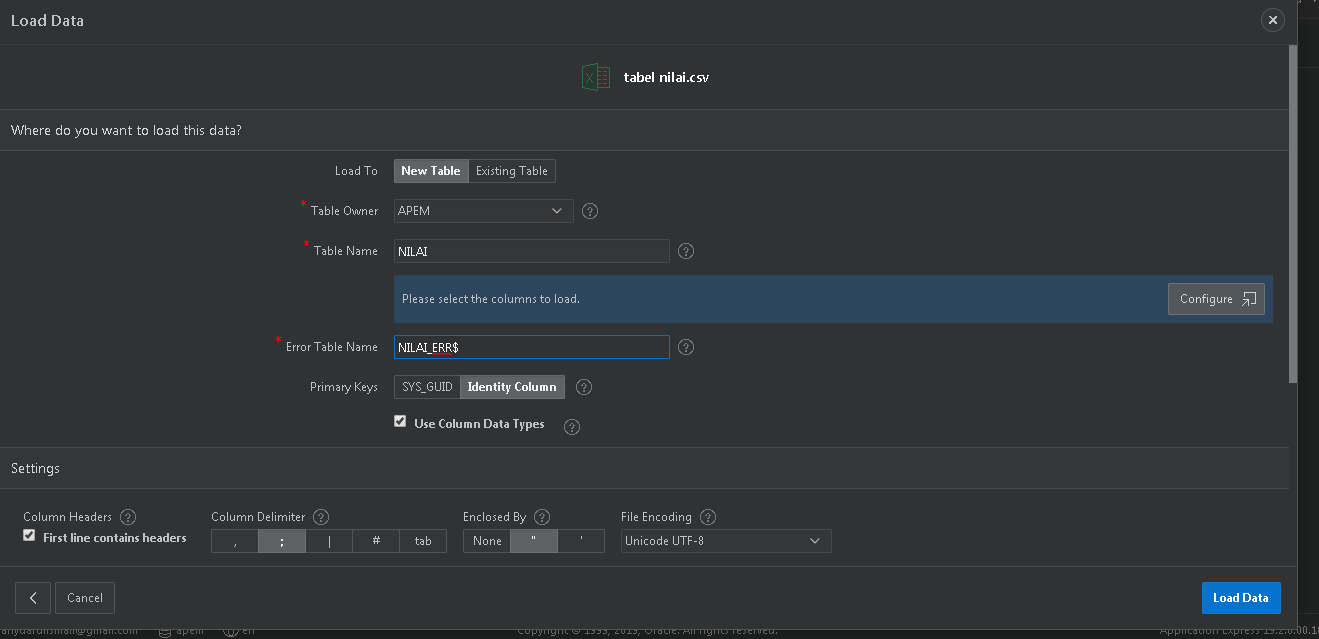 Load Data
tabel nilai.csv
Where do you want to load this data?
Load To New Table Existing Table
* Table Owner APEM
* Table Name NILAI
Please select the columns to load. Configure
* Error Table Name NILAI_ERR$
Primary Keys SYS_GUID Identity Column
Use Column Data Types
Settings
Column Headers Column Delimiter Enclosed By File Encoding
First line contains headers , ; | # tab None " ' Unicode UTF-8
Cancel Load Data
apem en Copyright © 1999, 2019, Oracle. All rights reserved. Application Express